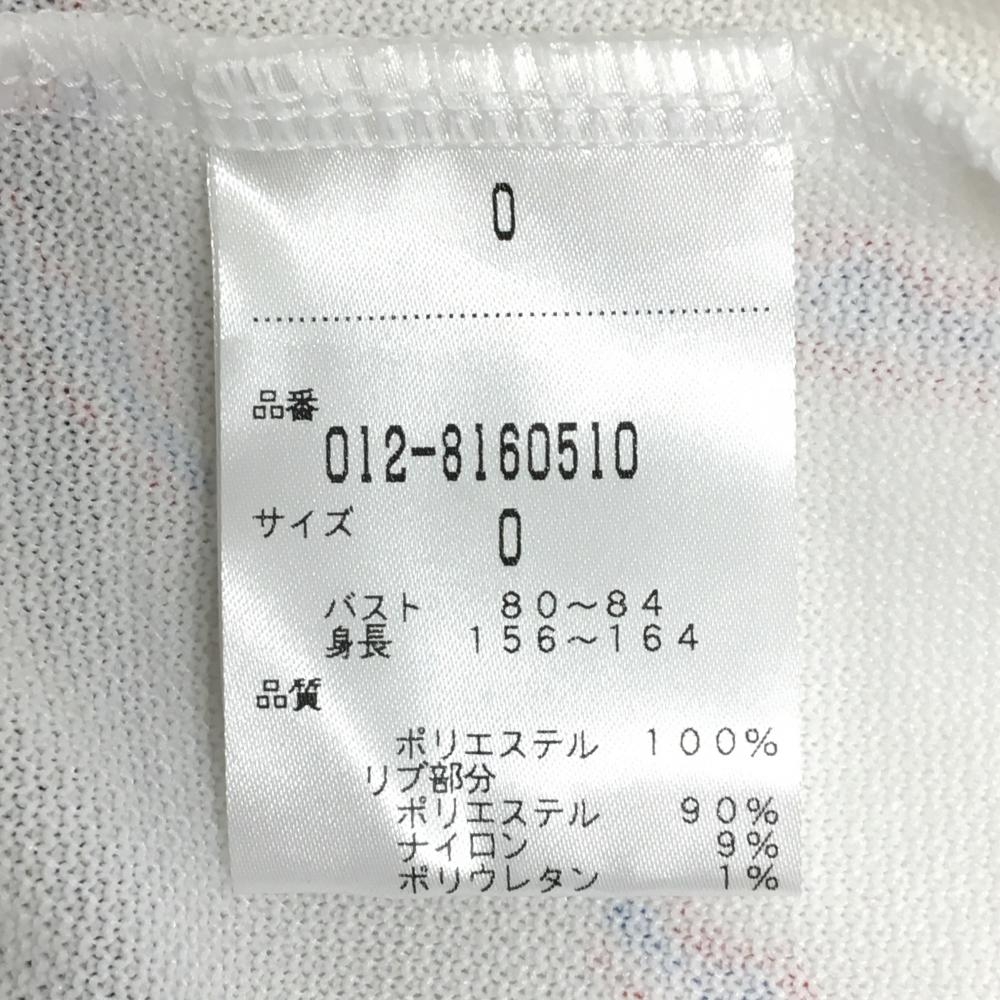 0
品番
012-8160510
サイズ 0
バスト 80～84
身長 156～164
品質
ポリエステル 100%
リブ部分
ポリエステル 90%
ナイロン 9%
ポリウレタン 1%